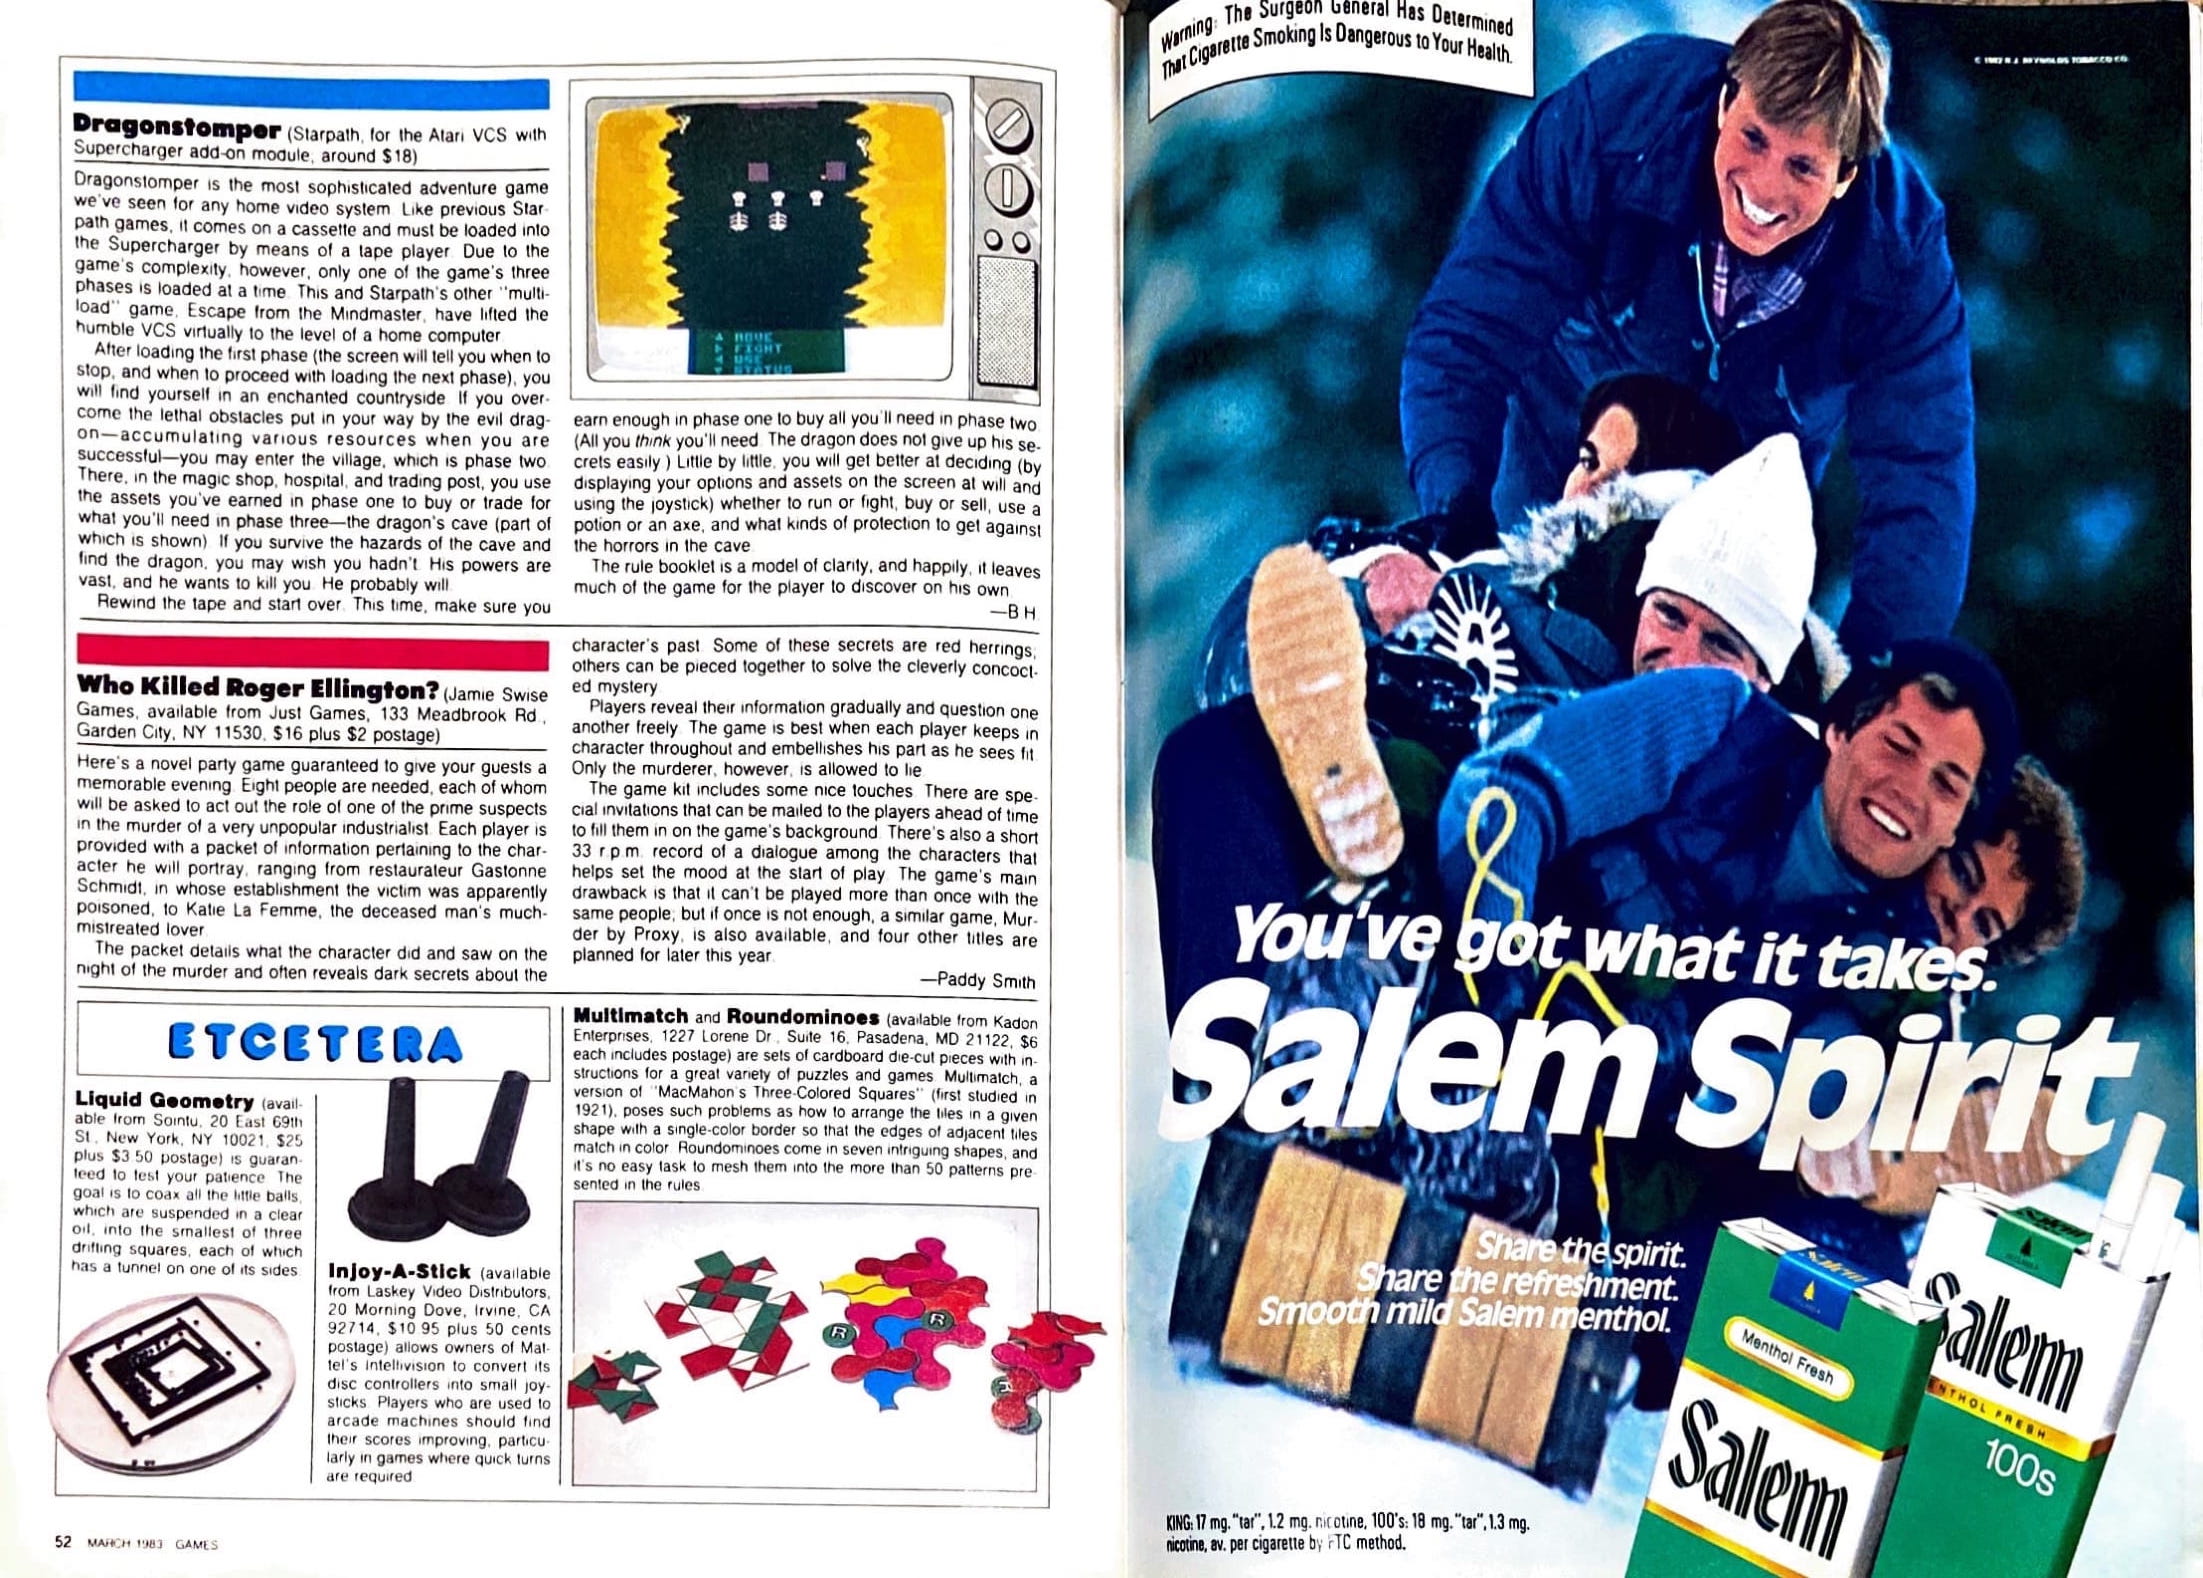 Dragonstomper (Starpath, for the Atari VCS with
Supercharger add-on module, around $18)
Dragonstomper is the most sophisticated adventure game
we've seen for any home video system. Like previous Star-
path games, it comes on a cassette and must be loaded into
the Supercharger by means of a tape player. Due to the
game's complexity, however, only one of the game's three
phases is loaded at a time. This and Starpath's other "multi-
load" game, Escape from the Mindmaster, have lifted the
humble VCS virtually to the level of a home computer.
After loading the first phase (the screen will tell you when to
stop, and when to proceed with loading the next phase), you
will find yourself in an enchanted countryside. If you over-
come the lethal obstacles put in your way by the evil drag-
on—accumulating various resources when you are
successful—you may enter the village, which is phase two.
There, in the magic shop, hospital, and trading post, you use
the assets you've earned in phase one to buy or trade for
what you'll need in phase three—the dragon's cave (part of
which is shown). If you survive the hazards of the cave and
find the dragon, you may wish you hadn't. His powers are
vast, and he wants to kill you. He probably will.
Rewind the tape and start over. This time, make sure you
MOVE
FIGHT
USE
STATUS
earn enough in phase one to buy all you'll need in phase two.
(All you think you'll need. The dragon does not give up his se-
crets easily.) Little by little, you will get better at deciding (by
displaying your options and assets on the screen at will and
using the joystick) whether to run or fight, buy or sell, use a
potion or an axe, and what kinds of protection to get against
the horrors in the cave.
The rule booklet is a model of clarity, and happily, it leaves
much of the game for the player to discover on his own.
—B.H.
Who Killed Roger Ellington? (Jamie Swise
Games, available from Just Games, 133 Meadbrook Rd.,
Garden City, NY 11530, $16 plus $2 postage)
Here's a novel party game guaranteed to give your guests a
memorable evening. Eight people are needed, each of whom
will be asked to act out the role of one of the prime suspects
in the murder of a very unpopular industrialist. Each player is
provided with a packet of information pertaining to the char-
acter he will portray, ranging from restaurateur Gastonne
Schmidt, in whose establishment the victim was apparently
poisoned, to Katie La Femme, the deceased man's much-
mistreated lover.
The packet details what the character did and saw on the
night of the murder and often reveals dark secrets about the
character's past. Some of these secrets are red herrings;
others can be pieced together to solve the cleverly concoct-
ed mystery.
Players reveal their information gradually and question one
another freely. The game is best when each player keeps in
character throughout and embellishes his part as he sees fit.
Only the murderer, however, is allowed to lie.
The game kit includes some nice touches. There are spe-
cial invitations that can be mailed to the players ahead of time
to fill them in on the game's background. There's also a short
33 r.p.m. record of a dialogue among the characters that
helps set the mood at the start of play. The game's main
drawback is that it can't be played more than once with the
same people; but if once is not enough, a similar game, Mur-
der by Proxy, is also available, and four other titles are
planned for later this year.
—Paddy Smith
ETCETERA
Liquid Geometry (avail-
able from Sointu, 20 East 69th
St., New York, NY 10021, $25
plus $3.50 postage) is guaran-
teed to test your patience. The
goal is to coax all the little balls,
which are suspended in a clear
oil, into the smallest of three
drifting squares, each of which
has a tunnel on one of its sides.
Injoy-A-Stick (available
from Laskey Video Distributors,
20 Morning Dove, Irvine, CA
92714, $10.95 plus 50 cents
postage) allows owners of Mat-
tel's Intellivision to convert its
disc controllers into small joy-
sticks. Players who are used to
arcade machines should find
their scores improving, particu-
larly in games where quick turns
are required.
Multimatch and Roundominoes (available from Kadon
Enterprises, 1227 Lorene Dr., Suite 16, Pasadena, MD 21122, $6
each includes postage) are sets of cardboard die-cut pieces with in-
structions for a great variety of puzzles and games. Multimatch, a
version of "MacMahon's Three-Colored Squares" (first studied in
1921), poses such problems as how to arrange the tiles in a given
shape with a single-color border so that the edges of adjacent tiles
match in color. Roundominoes come in seven intriguing shapes, and
it's no easy task to mesh them into the more than 50 patterns pre-
sented in the rules.
R
R
52 MARCH 1983 GAMES
Warning: The Surgeon General Has Determined
That Cigarette Smoking Is Dangerous to Your Health.
© 1982 R.J. REYNOLDS TOBACCO CO.
You've got what it takes.
Salem Spirit
Share the spirit.
Share the refreshment.
Smooth mild Salem menthol.
Salem
Menthol Fresh
Salem
Salem
Salem
MENTHOL FRESH
100s
KING: 17 mg. "tar", 1.2 mg. nicotine, 100's: 18 mg. "tar", 1.3 mg.
nicotine, av. per cigarette by FTC method.